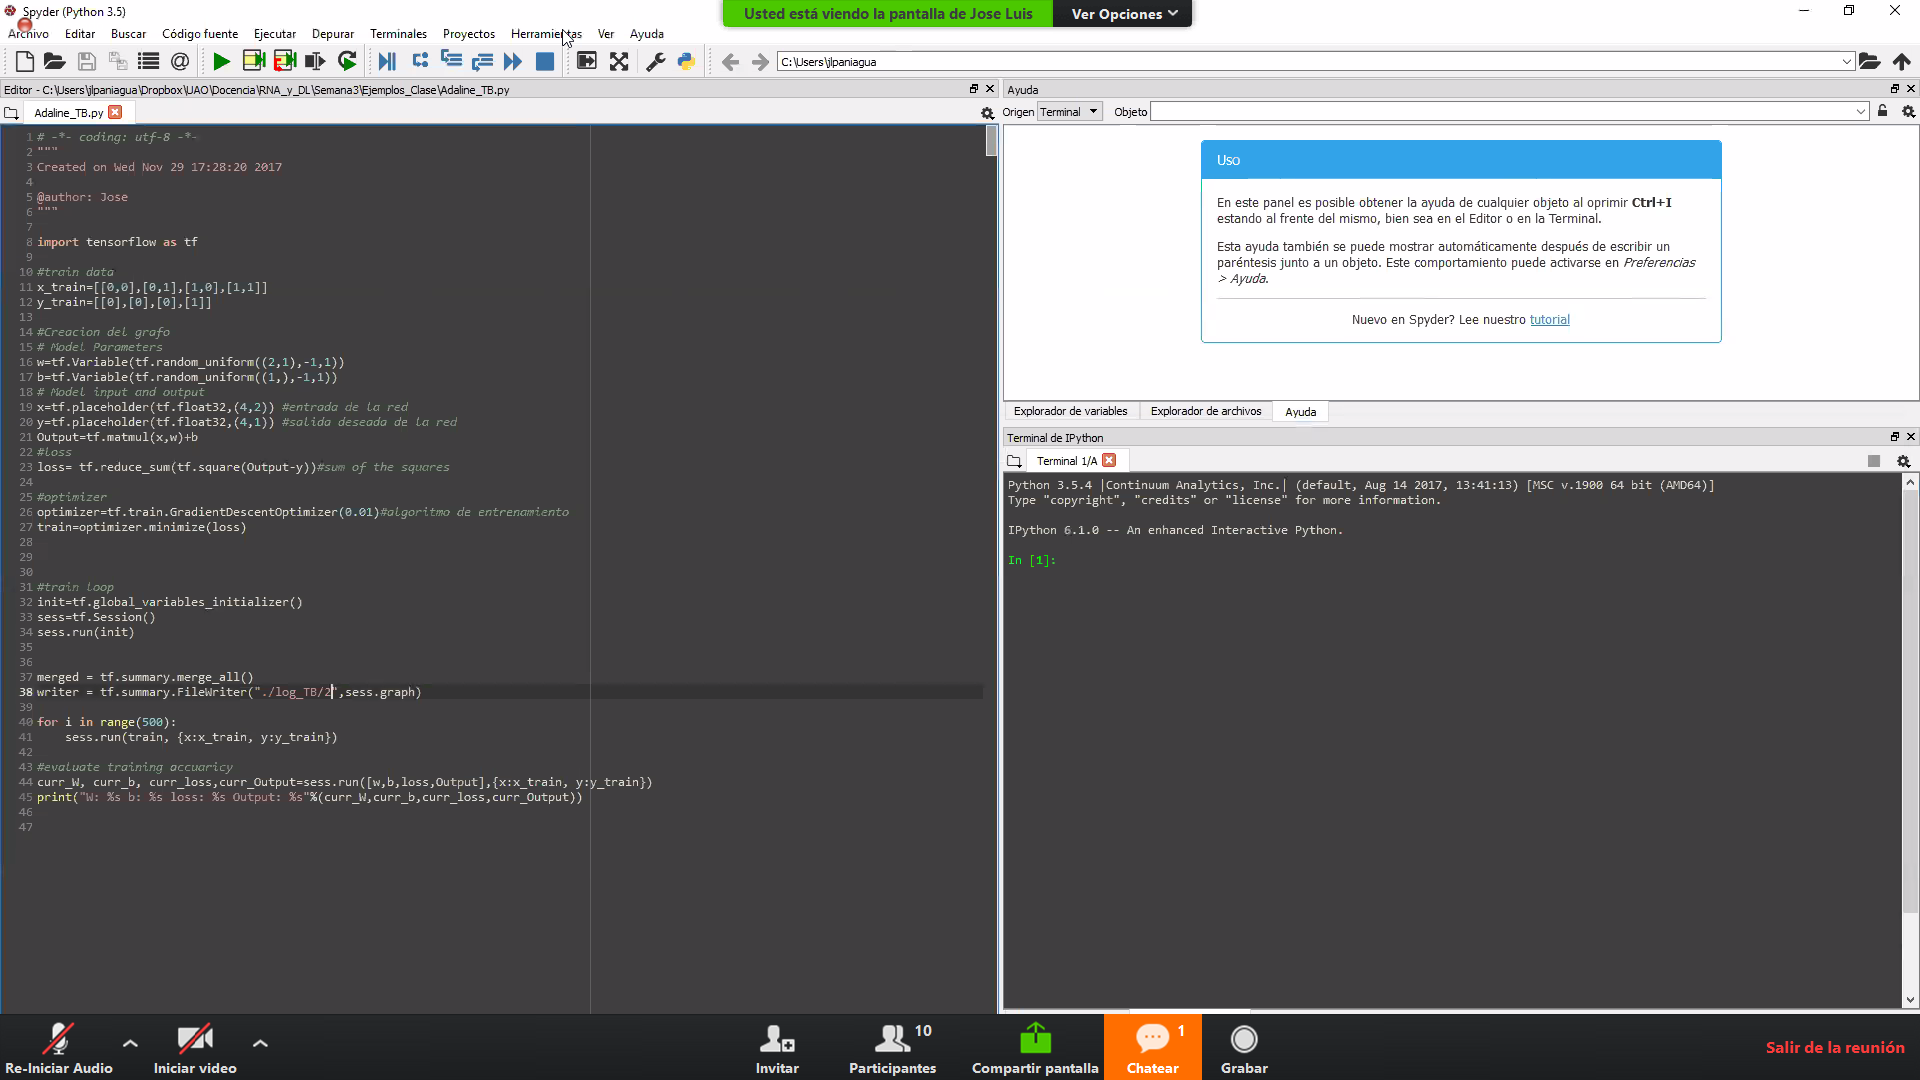 Spyder (Python 3.5)
Usted está viendo la pantalla de Jose Luis
Ver Opciones
Archivo Editar Buscar Código fuente Ejecutar Depurar Terminales Proyectos Herramientas Ver Ayuda
C:\Users\jlpaniagua
Editor - C:\Users\jlpaniagua\Dropbox\UAO\Docencia\RNA_y_DL\Semana3\Ejemplos_Clase\Adaline_TB.py
Adaline_TB.py
1 # -*- coding: utf-8 -*-
2 """
3 Created on Wed Nov 29 17:28:20 2017
4
5 @author: Jose
6 """
7
8 import tensorflow as tf
9
10 #train data
11 x_train=[[0,0],[0,1],[1,0],[1,1]]
12 y_train=[[0],[0],[0],[1]]
13
14 #Creacion del grafo
15 # Model Parameters
16 w=tf.Variable(tf.random_uniform((2,1),-1,1))
17 b=tf.Variable(tf.random_uniform((1,),-1,1))
18 # Model input and output
19 x=tf.placeholder(tf.float32,(4,2)) #entrada de la red
20 y=tf.placeholder(tf.float32,(4,1)) #salida deseada de la red
21 Output=tf.matmul(x,w)+b
22 #loss
23 loss= tf.reduce_sum(tf.square(Output-y))#sum of the squares
24
25 #optimizer
26 optimizer=tf.train.GradientDescentOptimizer(0.01)#algoritmo de entrenamiento
27 train=optimizer.minimize(loss)
28
29
30
31 #train loop
32 init=tf.global_variables_initializer()
33 sess=tf.Session()
34 sess.run(init)
35
36
37 merged = tf.summary.merge_all()
38 writer = tf.summary.FileWriter("./log_TB/2",sess.graph)
39
40 for i in range(500):
41     sess.run(train, {x:x_train, y:y_train})
42
43 #evaluate training accuaricy
44 curr_W, curr_b, curr_loss,curr_Output=sess.run([w,b,loss,Output],{x:x_train, y:y_train})
45 print("W: %s b: %s loss: %s Output: %s"%(curr_W,curr_b,curr_loss,curr_Output))
46
47
Ayuda
Origen Terminal Objeto
Uso
En este panel es posible obtener la ayuda de cualquier objeto al oprimir Ctrl+I
estando al frente del mismo, bien sea en el Editor o en la Terminal.
Esta ayuda también se puede mostrar automáticamente después de escribir un
paréntesis junto a un objeto. Este comportamiento puede activarse en Preferencias
> Ayuda.
Nuevo en Spyder? Lee nuestro tutorial
Explorador de variables Explorador de archivos Ayuda
Terminal de IPython
Terminal 1/A
Python 3.5.4 |Continuum Analytics, Inc.| (default, Aug 14 2017, 13:41:13) [MSC v.1900 64 bit (AMD64)]
Type "copyright", "credits" or "license" for more information.
IPython 6.1.0 -- An enhanced Interactive Python.
In [1]:
Re-Iniciar Audio
Iniciar video
Invitar
10
Participantes
Compartir pantalla
1
Chatear
Grabar
Salir de la reunión